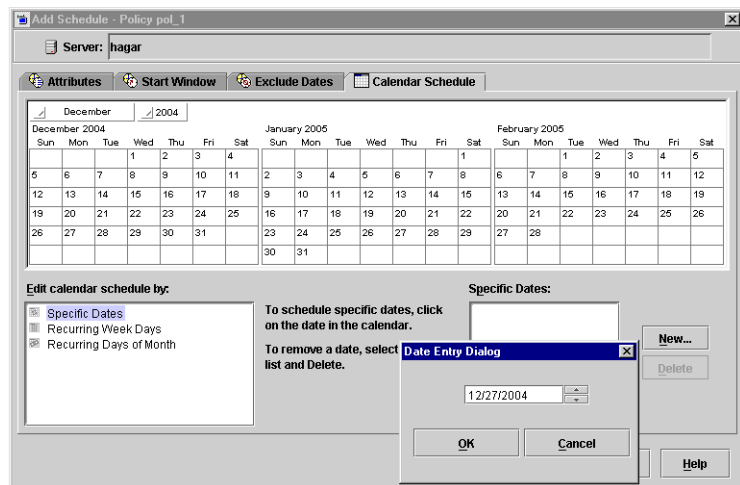 Add Schedule - Policy pol_1
Server: hagar
Attributes Start Window Exclude Dates Calendar Schedule
December 2004
December 2004 January 2005 February 2005
Sun Mon Tue Wed Thu Fri Sat Sun Mon Tue Wed Thu Fri Sat Sun Mon Tue Wed Thu Fri Sat
1 2 3 4 1 1 2 3 4 5
5 6 7 8 9 10 11 2 3 4 5 6 7 8 6 7 8 9 10 11 12
12 13 14 15 16 17 18 9 10 11 12 13 14 15 13 14 15 16 17 18 19
19 20 21 22 23 24 25 16 17 18 19 20 21 22 20 21 22 23 24 25 26
26 27 28 29 30 31 23 24 25 26 27 28 29 27 28
30 31
Edit calendar schedule by:
Specific Dates
Recurring Week Days
Recurring Days of Month
To schedule specific dates, click
on the date in the calendar.
To remove a date, select
list and Delete.
Specific Dates:
New...
Delete
Date Entry Dialog
12/27/2004
OK Cancel
Help